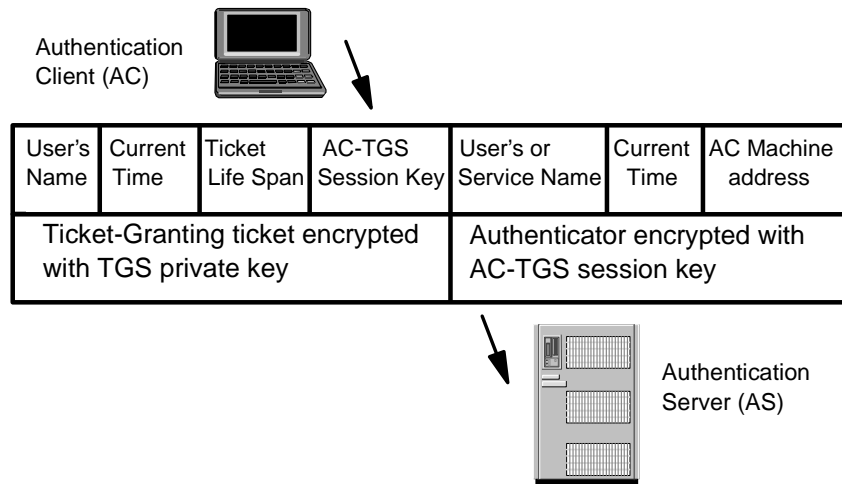 Authentication
Client (AC)
User's Name
Current Time
Ticket Life Span
AC-TGS Session Key
User's or Service Name
Current Time
AC Machine address
Ticket-Granting ticket encrypted
with TGS private key
Authenticator encrypted with
AC-TGS session key
Authentication
Server (AS)